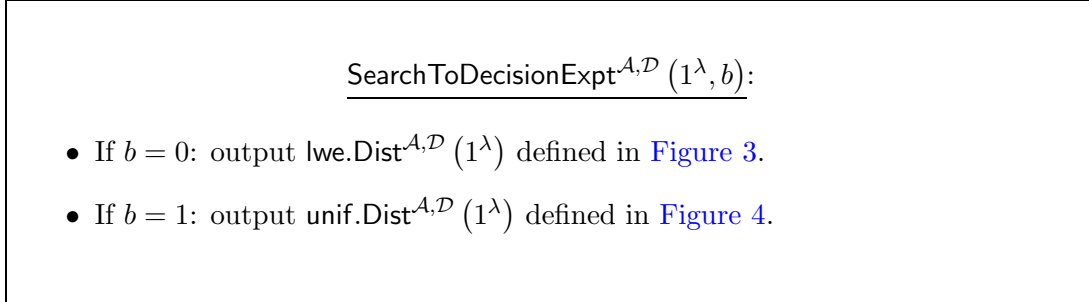 SearchToDecisionExpt^{𝒜,𝒟} (1^λ, b):
• If b = 0: output lwe.Dist^{𝒜,𝒟} (1^λ) defined in Figure 3.
• If b = 1: output unif.Dist^{𝒜,𝒟} (1^λ) defined in Figure 4.